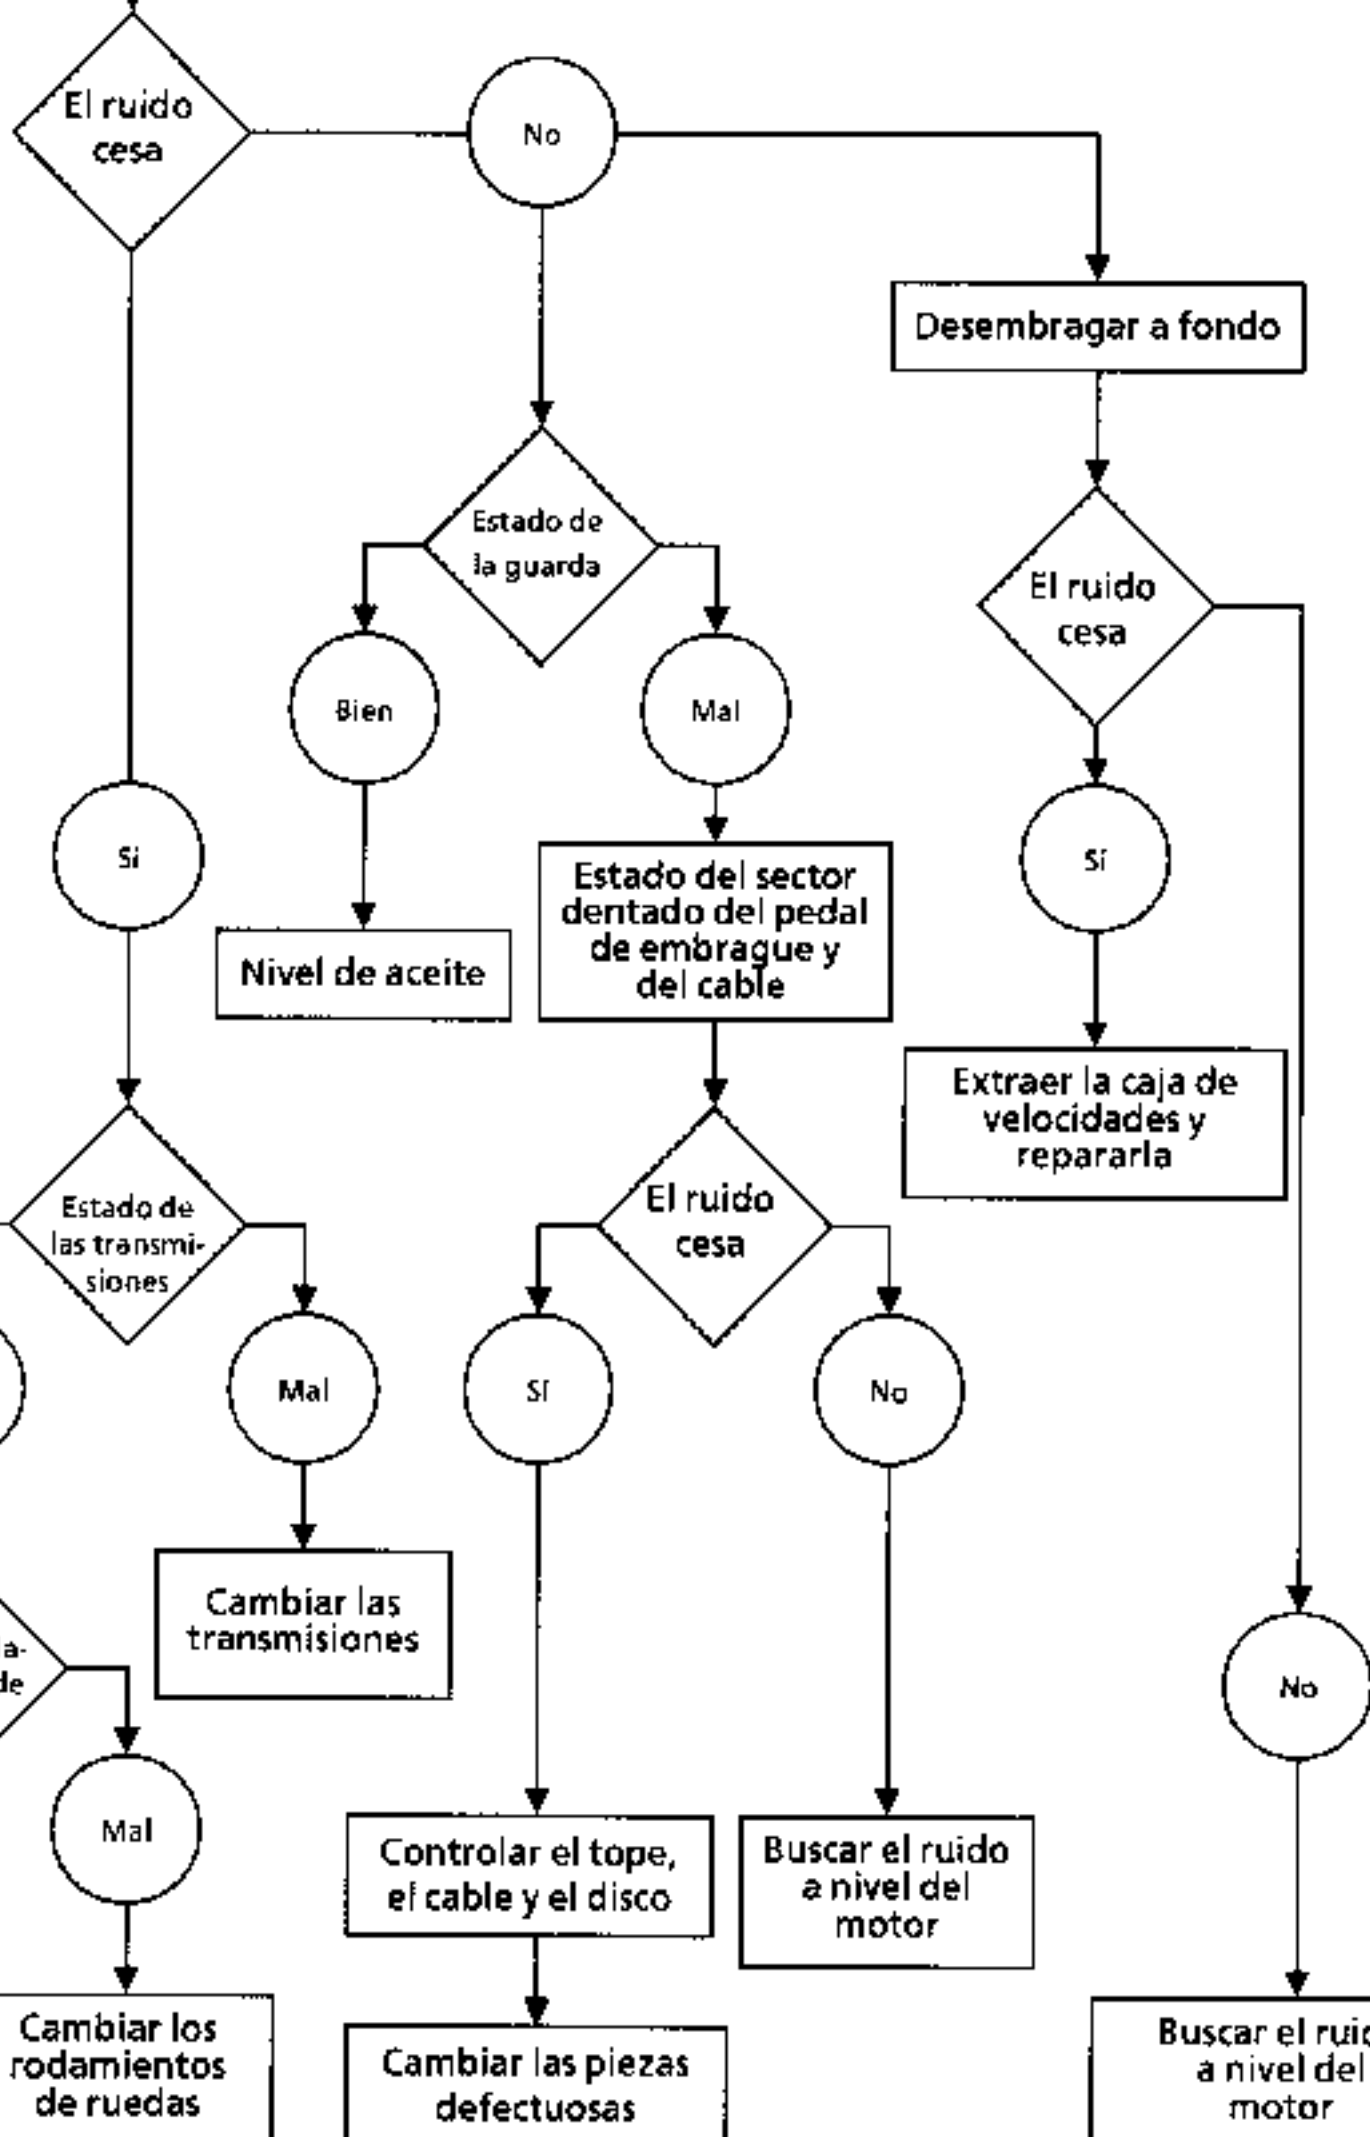 El ruido
cesa
No
Desembragar a fondo
Estado de
la guarda
El ruido
cesa
Bien
Mal
Sí
Sí
Estado del sector
dentado del pedal
de embrague y
del cable
Nivel de aceite
Extraer la caja de
velocidades y
repararla
Estado de
las transmi-
siones
El ruido
cesa
Mal
Sí
No
Cambiar las
transmisiones
a-
de
No
Mal
Controlar el tope,
el cable y el disco
Buscar el ruido
a nivel del
motor
Cambiar los
rodamientos
de ruedas
Cambiar las piezas
defectuosas
Buscar el
a nivel del
motor